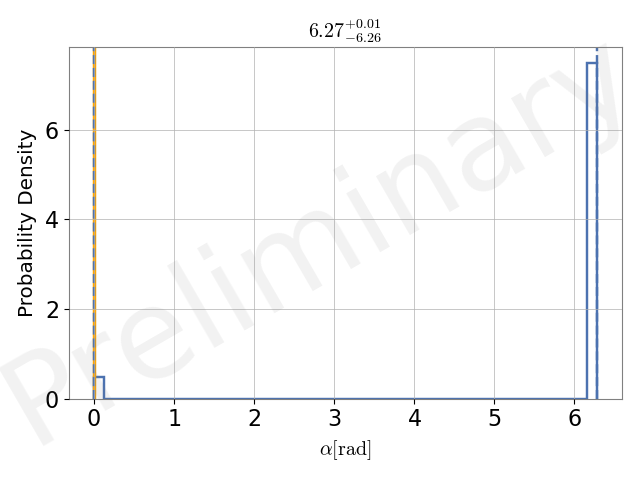 6.27+0.01−6.26
Probability Density
6
4
2
0
0 1 2 3 4 5 6
α[rad]
Preliminary